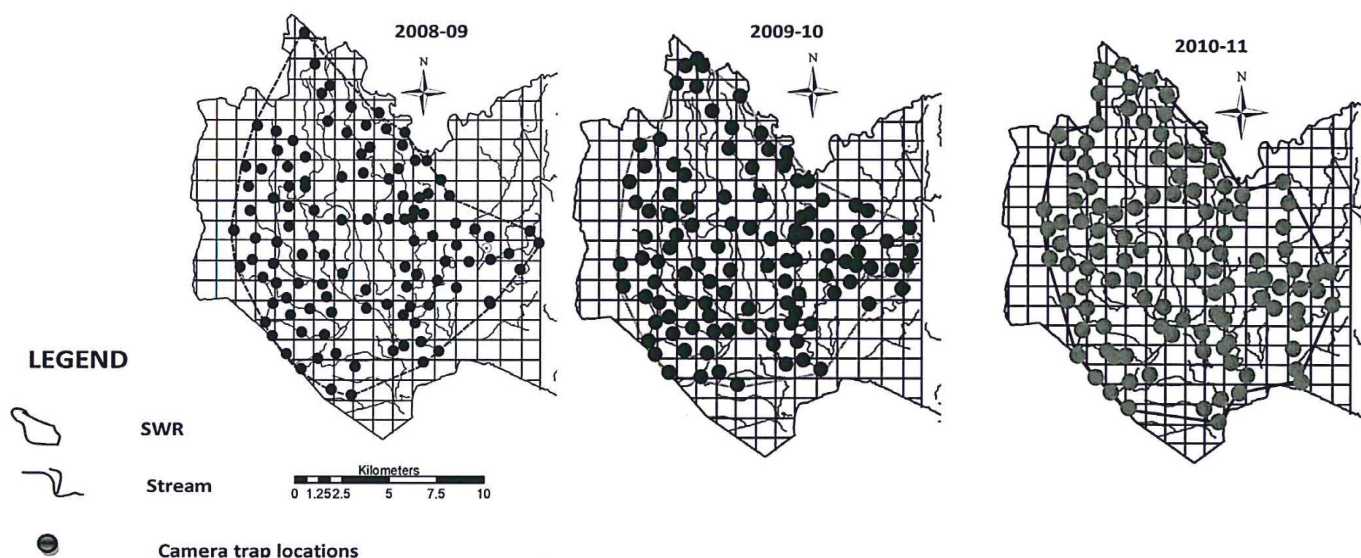 2008-09
2009-10
2010-11
N
N
N
LEGEND
SWR
Stream
Camera trap locations
Kilometers
0 1.25 2.5 5 7.5 10